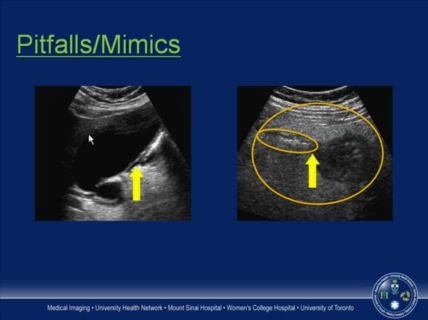 Pitfalls/Mimics
Medical Imaging • University Health Network • Mount Sinai Hospital • Women's College Hospital • University of Toronto